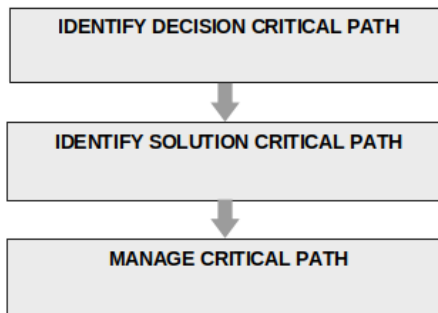 IDENTIFY DECISION CRITICAL PATH
IDENTIFY SOLUTION CRITICAL PATH
MANAGE CRITICAL PATH